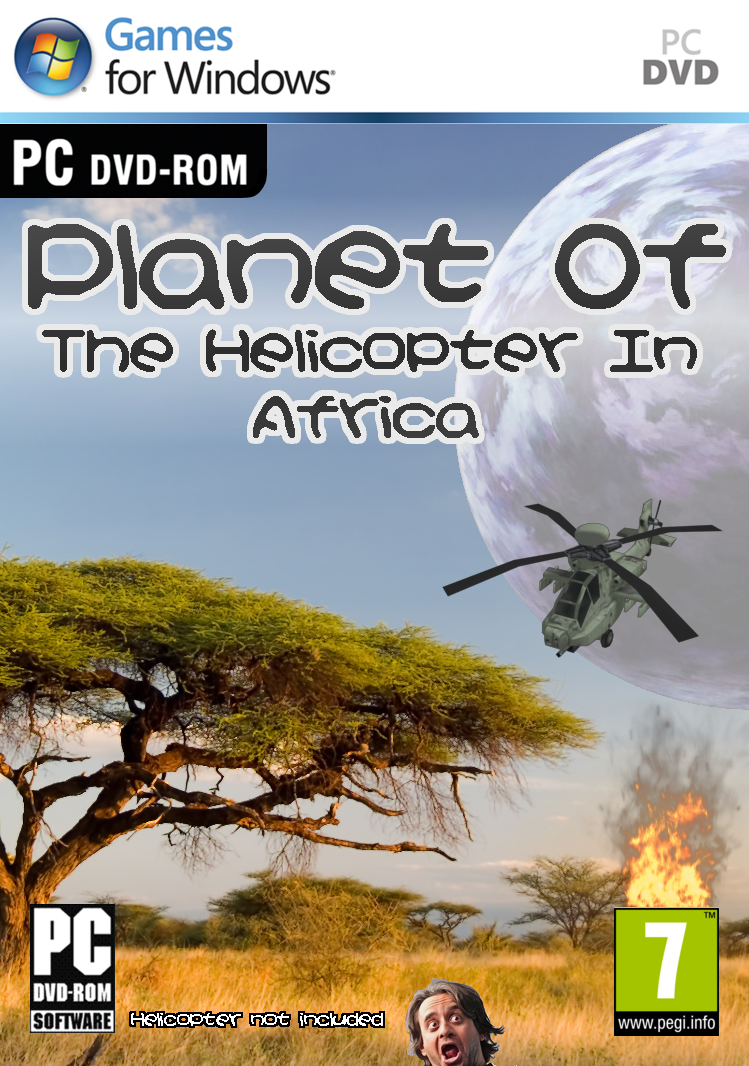 Games
for Windows®
PC
DVD
PC DVD-ROM
Planet Of
The Helicopter In
Africa
PC
DVD-ROM
SOFTWARE
Helicopter not included
7
™
www.pegi.info